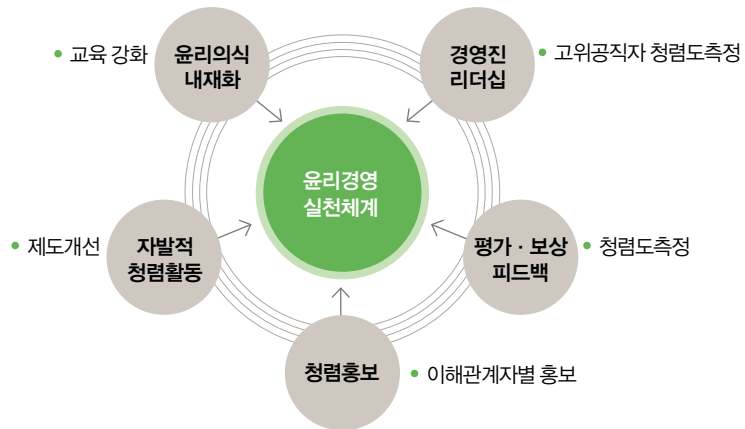 • 교육 강화
윤리의식
내재화
경영진
리더십
• 고위공직자 청렴도측정
윤리경영
실천체계
• 제도개선
자발적
청렴활동
평가 · 보상
피드백
• 청렴도측정
청렴홍보
• 이해관계자별 홍보